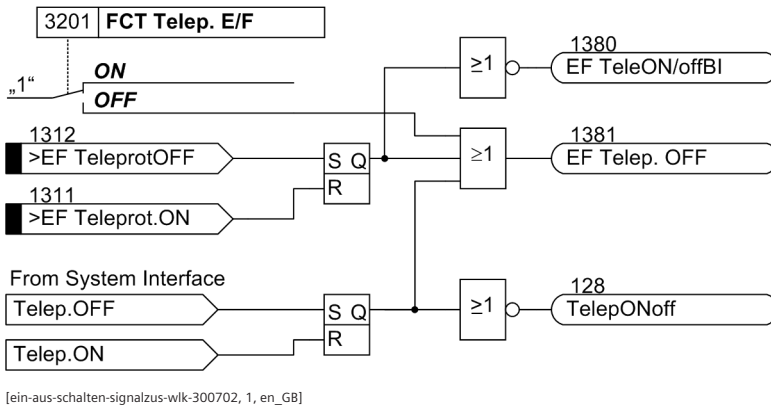 3201 FCT Telep. E/F
„1“
ON
OFF
≥1
1380
EF TeleON/offBI
1312
>EF TeleprotOFF
S Q
R
≥1
1381
EF Telep. OFF
1311
>EF Teleprot.ON
From System Interface
Telep.OFF
S Q
R
≥1
128
TelepONoff
Telep.ON
[ein-aus-schalten-signalzus-wlk-300702, 1, en_GB]